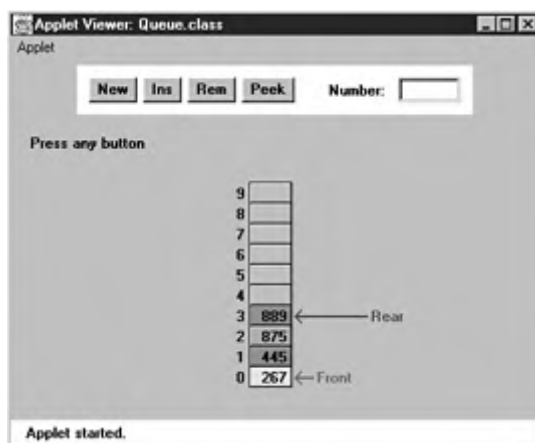 Applet Viewer: Queue.class
Applet
New Ins Rem Peek Number:
Press any button
9
8
7
6
5
4
3 889 Rear
2 875
1 445
0 267 Front
Applet started.